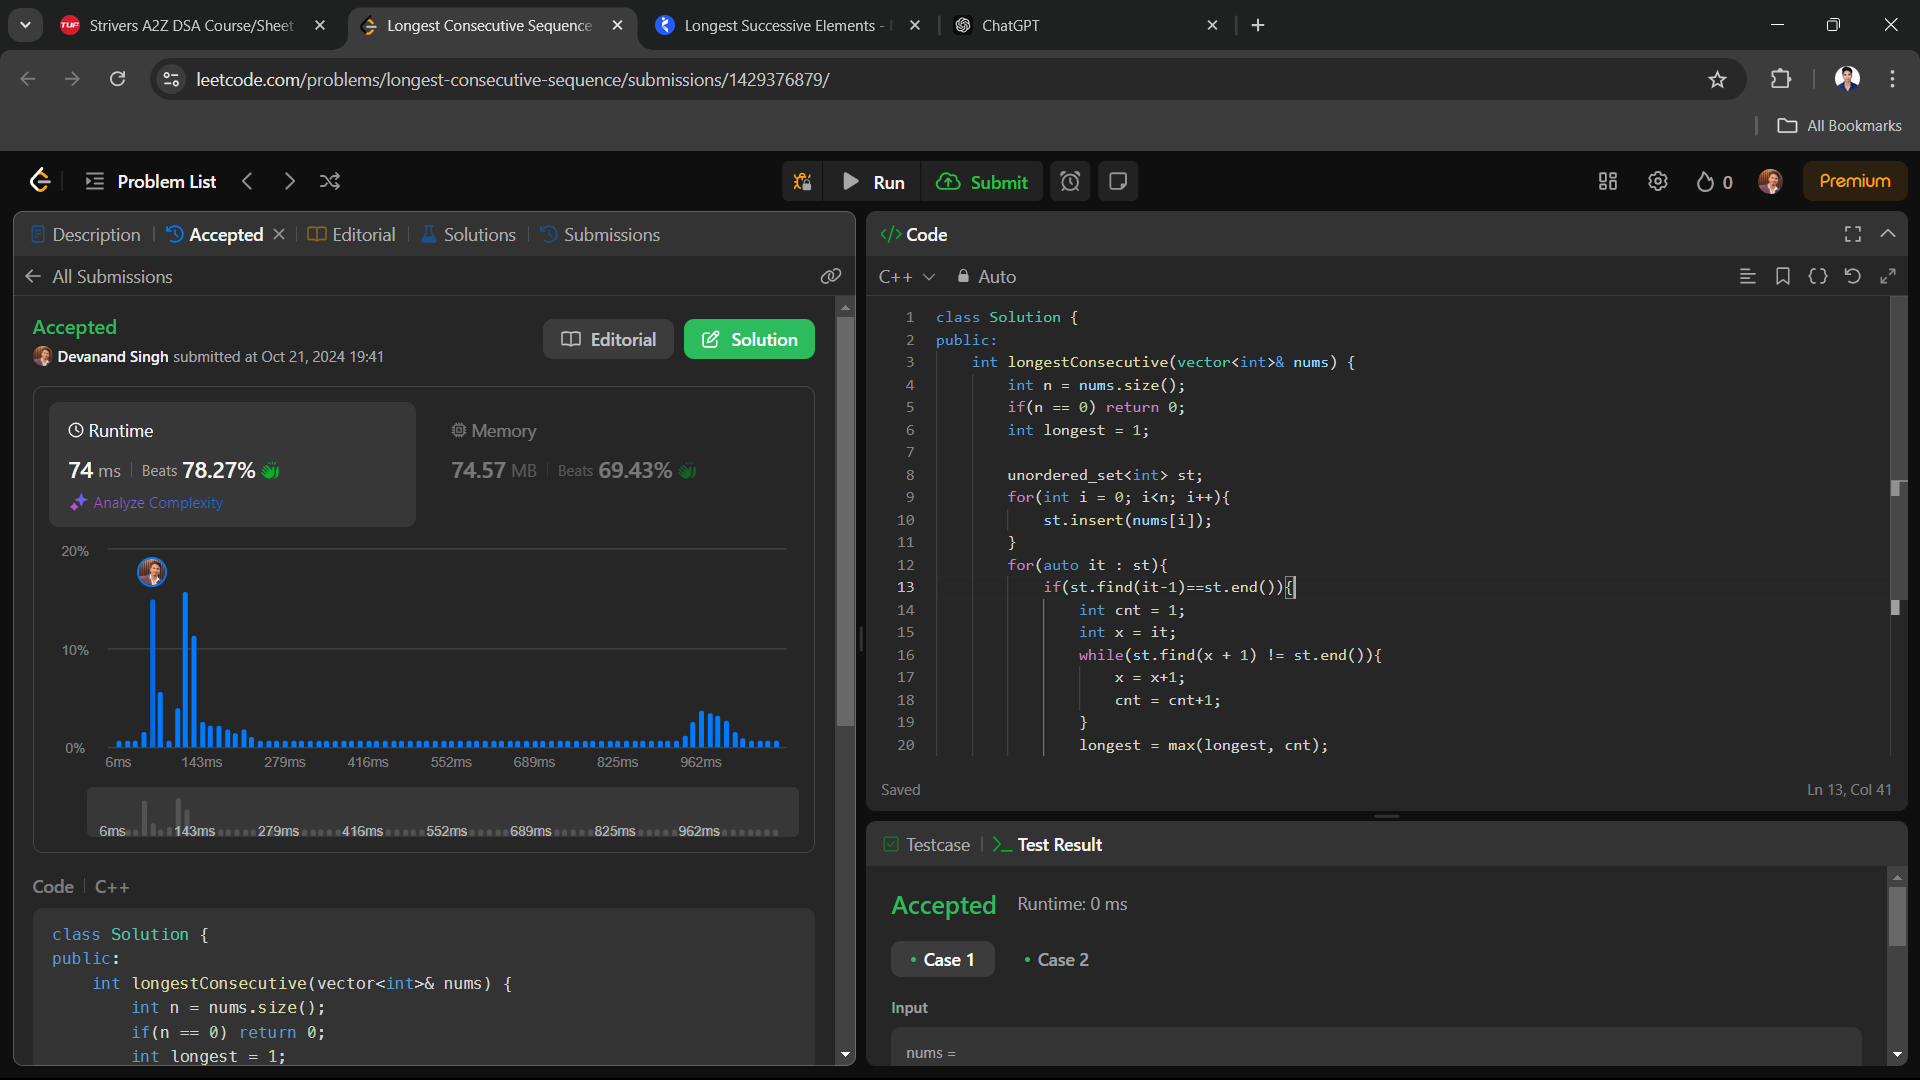 Strivers A2Z DSA Course/Sheet
Longest Consecutive Sequence
Longest Successive Elements -
ChatGPT
leetcode.com/problems/longest-consecutive-sequence/submissions/1429376879/
All Bookmarks
Problem List
Run
Submit
0
Premium
Description
Accepted
Editorial
Solutions
Submissions
All Submissions
Accepted
Devanand Singh submitted at Oct 21, 2024 19:41
Editorial
Solution
Runtime
74 ms
Beats 78.27%
Analyze Complexity
Memory
74.57 MB
Beats 69.43%
20%
10%
0%
6ms 143ms 279ms 416ms 552ms 689ms 825ms 962ms
6ms 143ms 279ms 416ms 552ms 689ms 825ms 962ms
Code
C++
class Solution {
public:
int longestConsecutive(vector<int>& nums) {
int n = nums.size();
if(n == 0) return 0;
int longest = 1;
</> Code
C++
Auto
1 class Solution {
2 public:
3 int longestConsecutive(vector<int>& nums) {
4 int n = nums.size();
5 if(n == 0) return 0;
6 int longest = 1;
7
8 unordered_set<int> st;
9 for(int i = 0; i<n; i++){
10 st.insert(nums[i]);
11 }
12 for(auto it : st){
13 if(st.find(it-1)==st.end()){
14 int cnt = 1;
15 int x = it;
16 while(st.find(x + 1) != st.end()){
17 x = x+1;
18 cnt = cnt+1;
19 }
20 longest = max(longest, cnt);
Saved
Ln 13, Col 41
Testcase
Test Result
Accepted
Runtime: 0 ms
Case 1
Case 2
Input
nums =